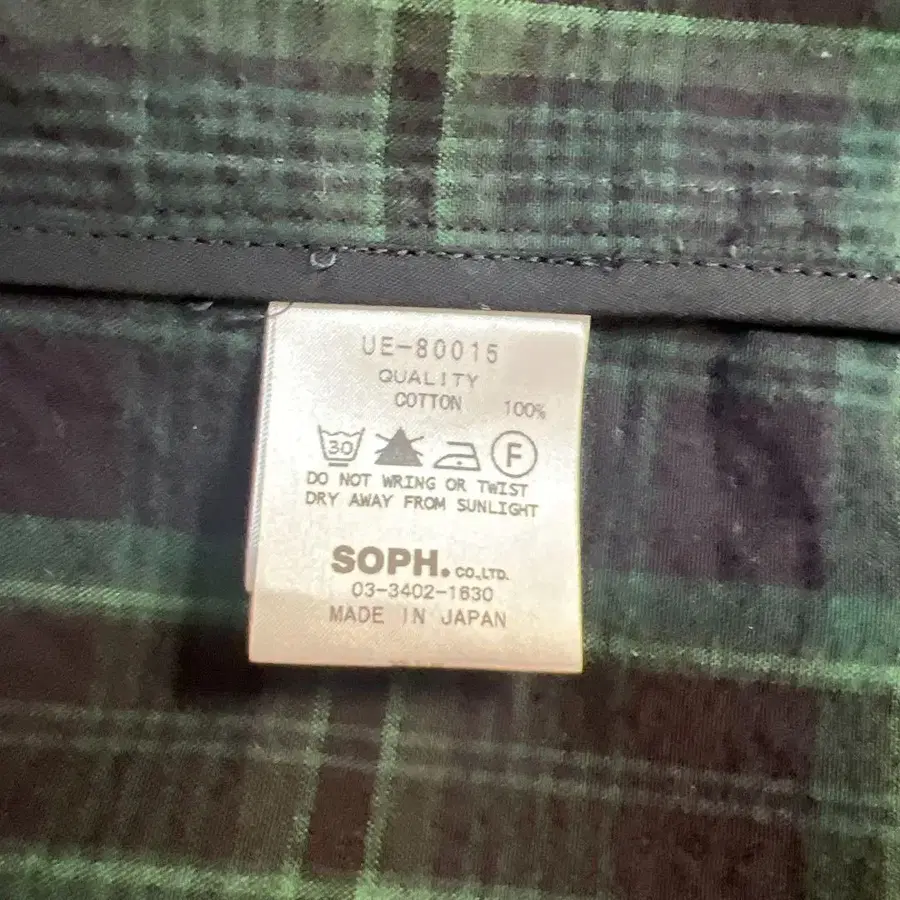 UE-80015
QUALITY
COTTON 100%
30 F
DO NOT WRING OR TWIST
DRY AWAY FROM SUNLIGHT
SOPH. CO.,LTD.
03-3402-1630
MADE IN JAPAN